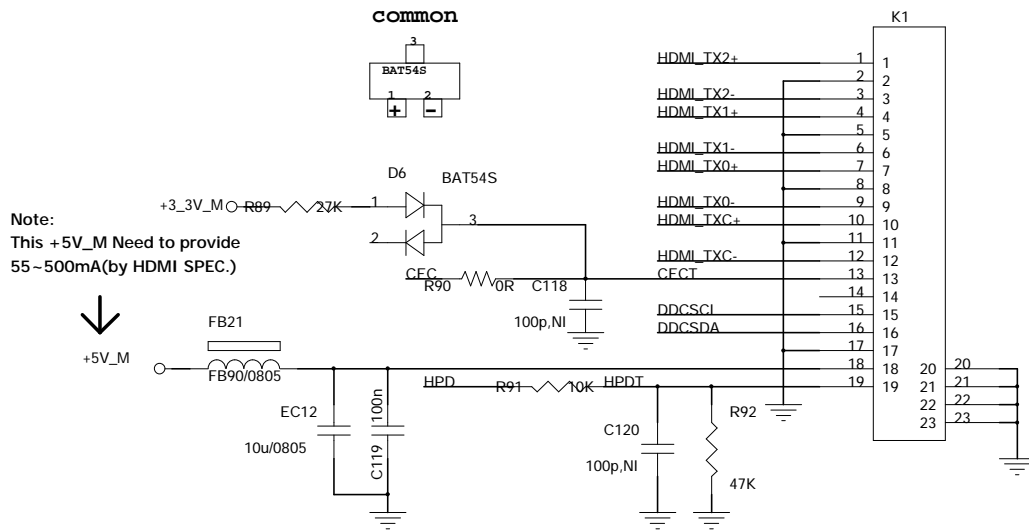 common
3
BAT54S
1 2
+ -
K1
HDMI_TX2+ 1 1
2 2
HDMI_TX2- 3 3
HDMI_TX1+ 4 4
5 5
HDMI_TX1- 6 6
HDMI_TX0+ 7 7
8 8
HDMI_TX0- 9 9
HDMI_TXC+ 10 10
11 11
HDMI_TXC- 12 12
CECT 13 13
14 14
DDCSCL 15 15
DDCSDA 16 16
17 17
18 18
19 19
20 20
21 21
22 22
23 23
D6
BAT54S
+3_3V_M R89 27K 1
3
2
CEC R90 0R C118
100p,NI
Note:
This +5V_M Need to provide
55~500mA(by HDMI SPEC.)
FB21
+5V_M
FB90/0805
HPD R91 10K HPDT
EC12
10u/0805
100n
C119
C120
100p,NI
R92
47K